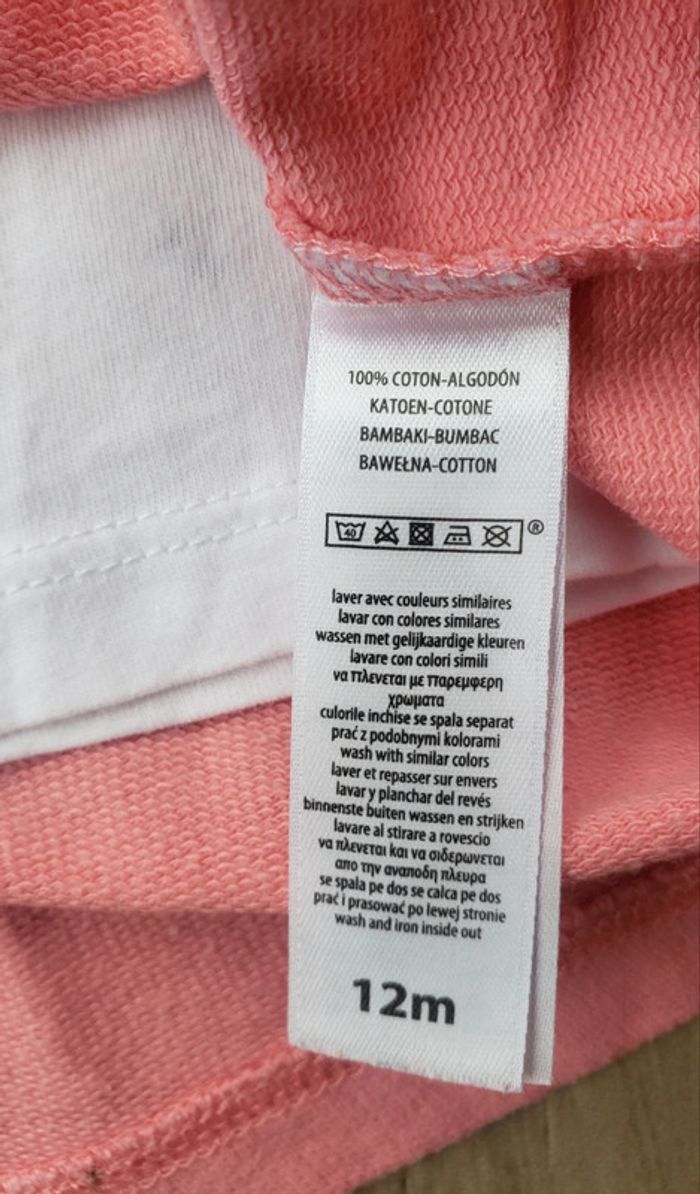 100% COTON-ALGODÓN
KATOEN-COTONE
BAMBAKI-BUMBAC
BAWEŁNA-COTTON
40 ®
laver avec couleurs similaires
lavar con colores similares
wassen met gelijkaardige kleuren
lavare con colori simili
να πλενεται με παρεμφερη
χρωματα
culorile inchise se spala separat
prać z podobnymi kolorami
wash with similar colors
laver et repasser sur envers
lavar y planchar del revés
binnenste buiten wassen en strijken
lavare al stirare a rovescio
να πλενεται και να σιδερωνεται
απο την αναποδη πλευρα
se spala pe dos se calca pe dos
prać i prasować po lewej stronie
wash and iron inside out
12m